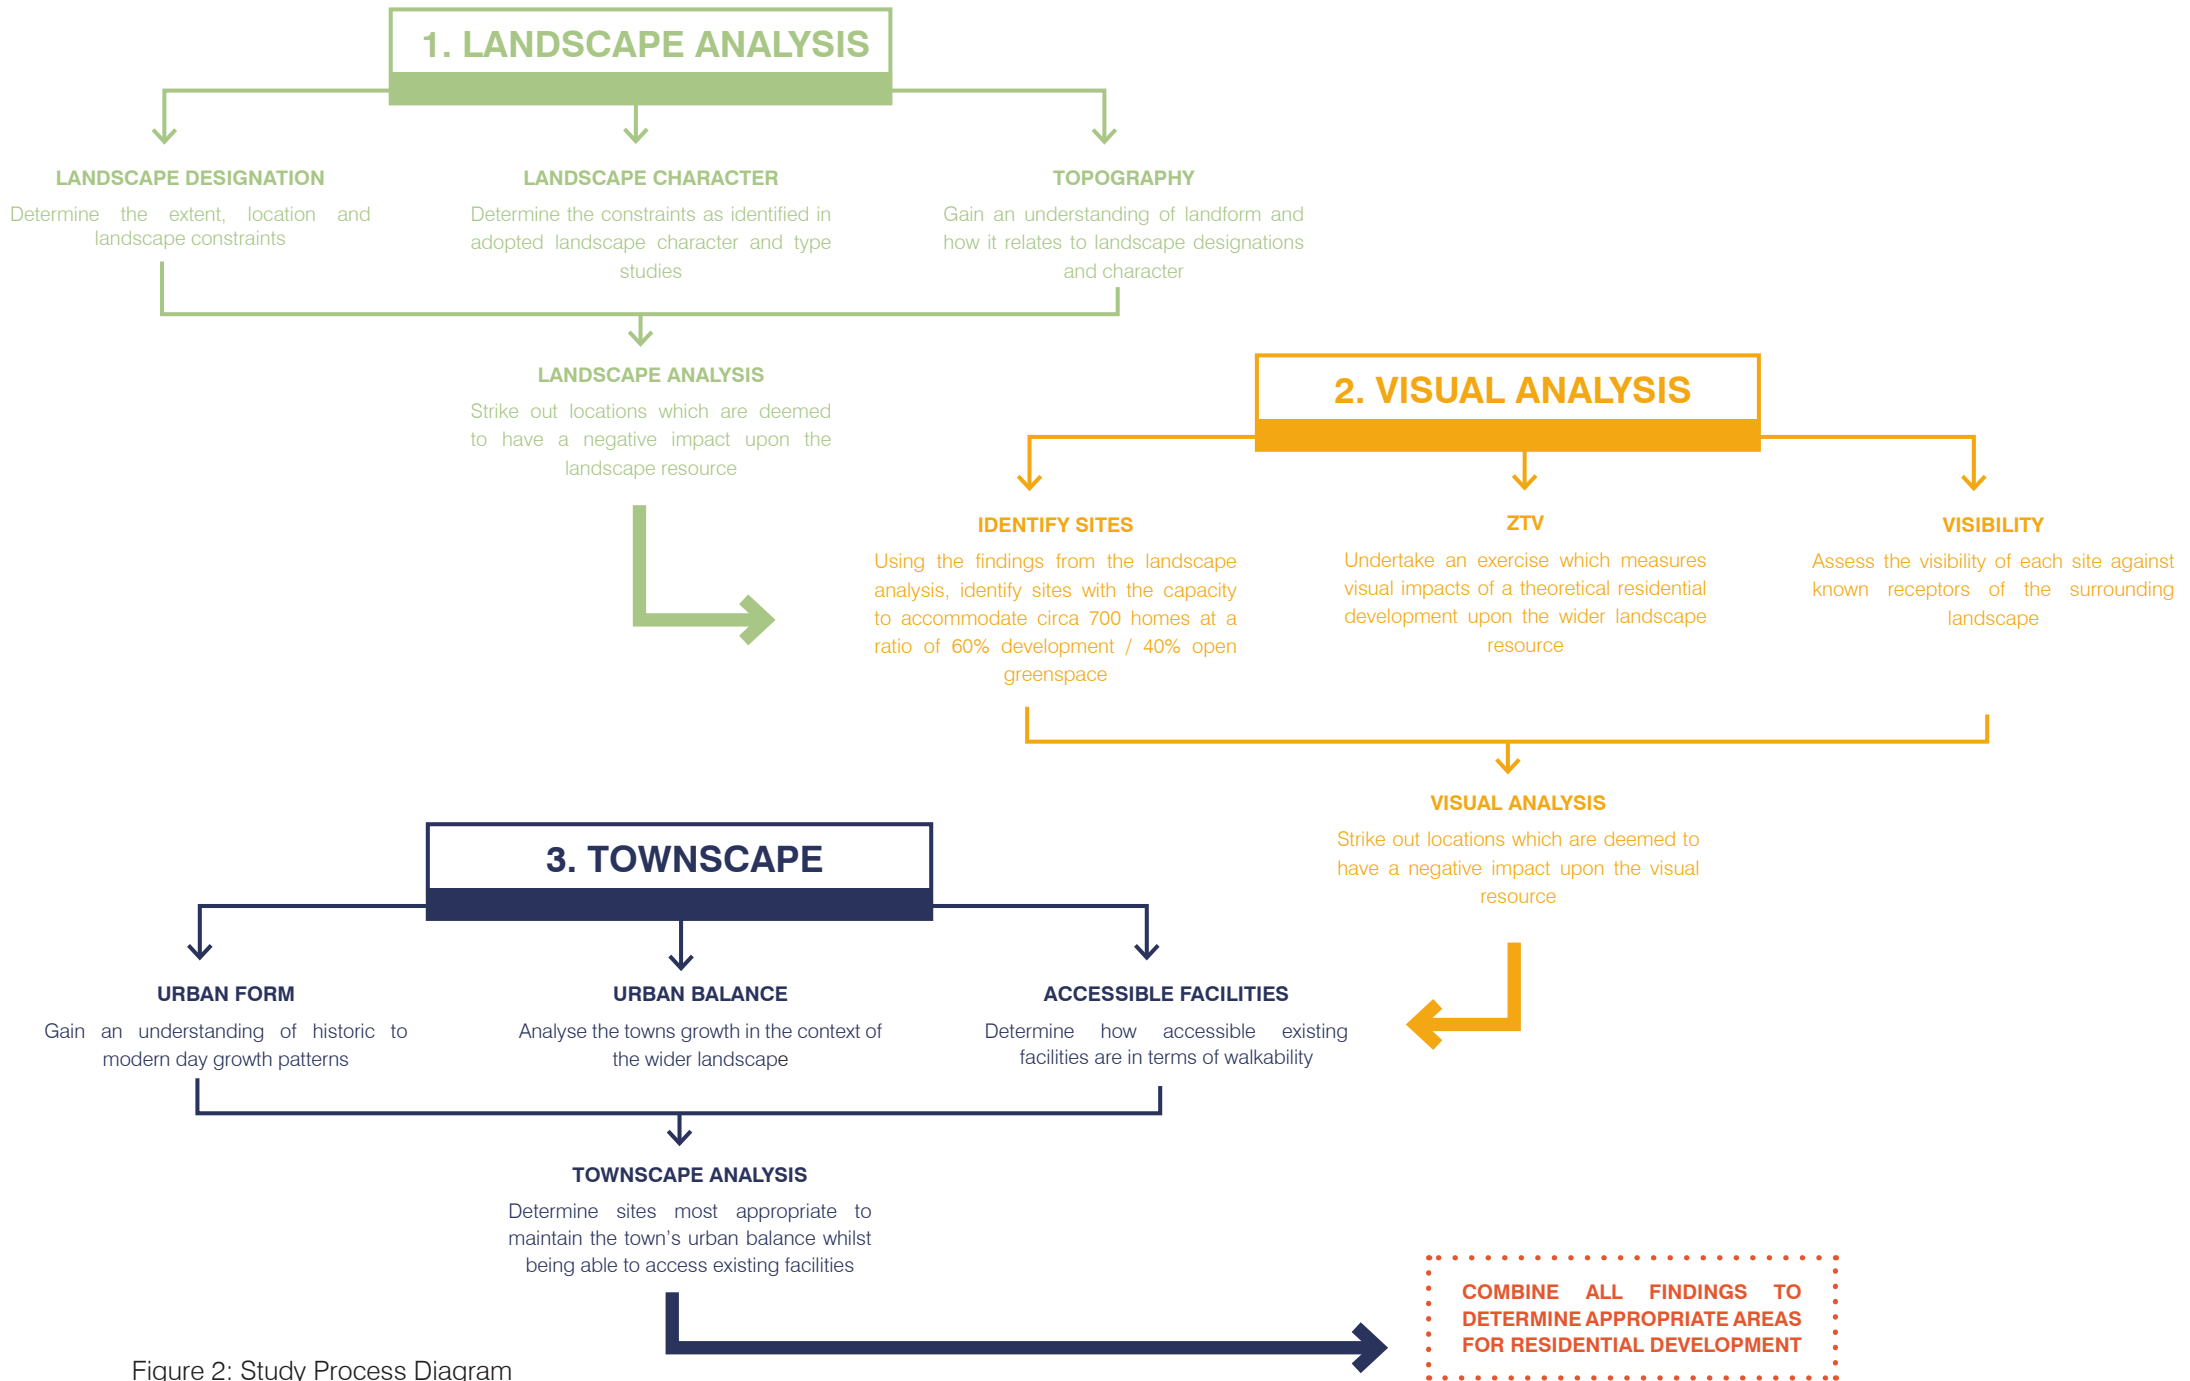 1. LANDSCAPE ANALYSIS
LANDSCAPE DESIGNATION
Determine the extent, location and
landscape constraints
LANDSCAPE CHARACTER
Determine the constraints as identified in
adopted landscape character and type
studies
TOPOGRAPHY
Gain an understanding of landform and
how it relates to landscape designations
and character
LANDSCAPE ANALYSIS
Strike out locations which are deemed
to have a negative impact upon the
landscape resource
2. VISUAL ANALYSIS
IDENTIFY SITES
Using the findings from the landscape
analysis, identify sites with the capacity
to accommodate circa 700 homes at a
ratio of 60% development / 40% open
greenspace
ZTV
Undertake an exercise which measures
visual impacts of a theoretical residential
development upon the wider landscape
resource
VISIBILITY
Assess the visibility of each site against
known receptors of the surrounding
landscape
VISUAL ANALYSIS
Strike out locations which are deemed to
have a negative impact upon the visual
resource
3. TOWNSCAPE
URBAN FORM
Gain an understanding of historic to
modern day growth patterns
URBAN BALANCE
Analyse the towns growth in the context of
the wider landscape
ACCESSIBLE FACILITIES
Determine how accessible existing
facilities are in terms of walkability
TOWNSCAPE ANALYSIS
Determine sites most appropriate to
maintain the town's urban balance whilst
being able to access existing facilities
COMBINE ALL FINDINGS TO
DETERMINE APPROPRIATE AREAS
FOR RESIDENTIAL DEVELOPMENT
Figure 2: Study Process Diagram